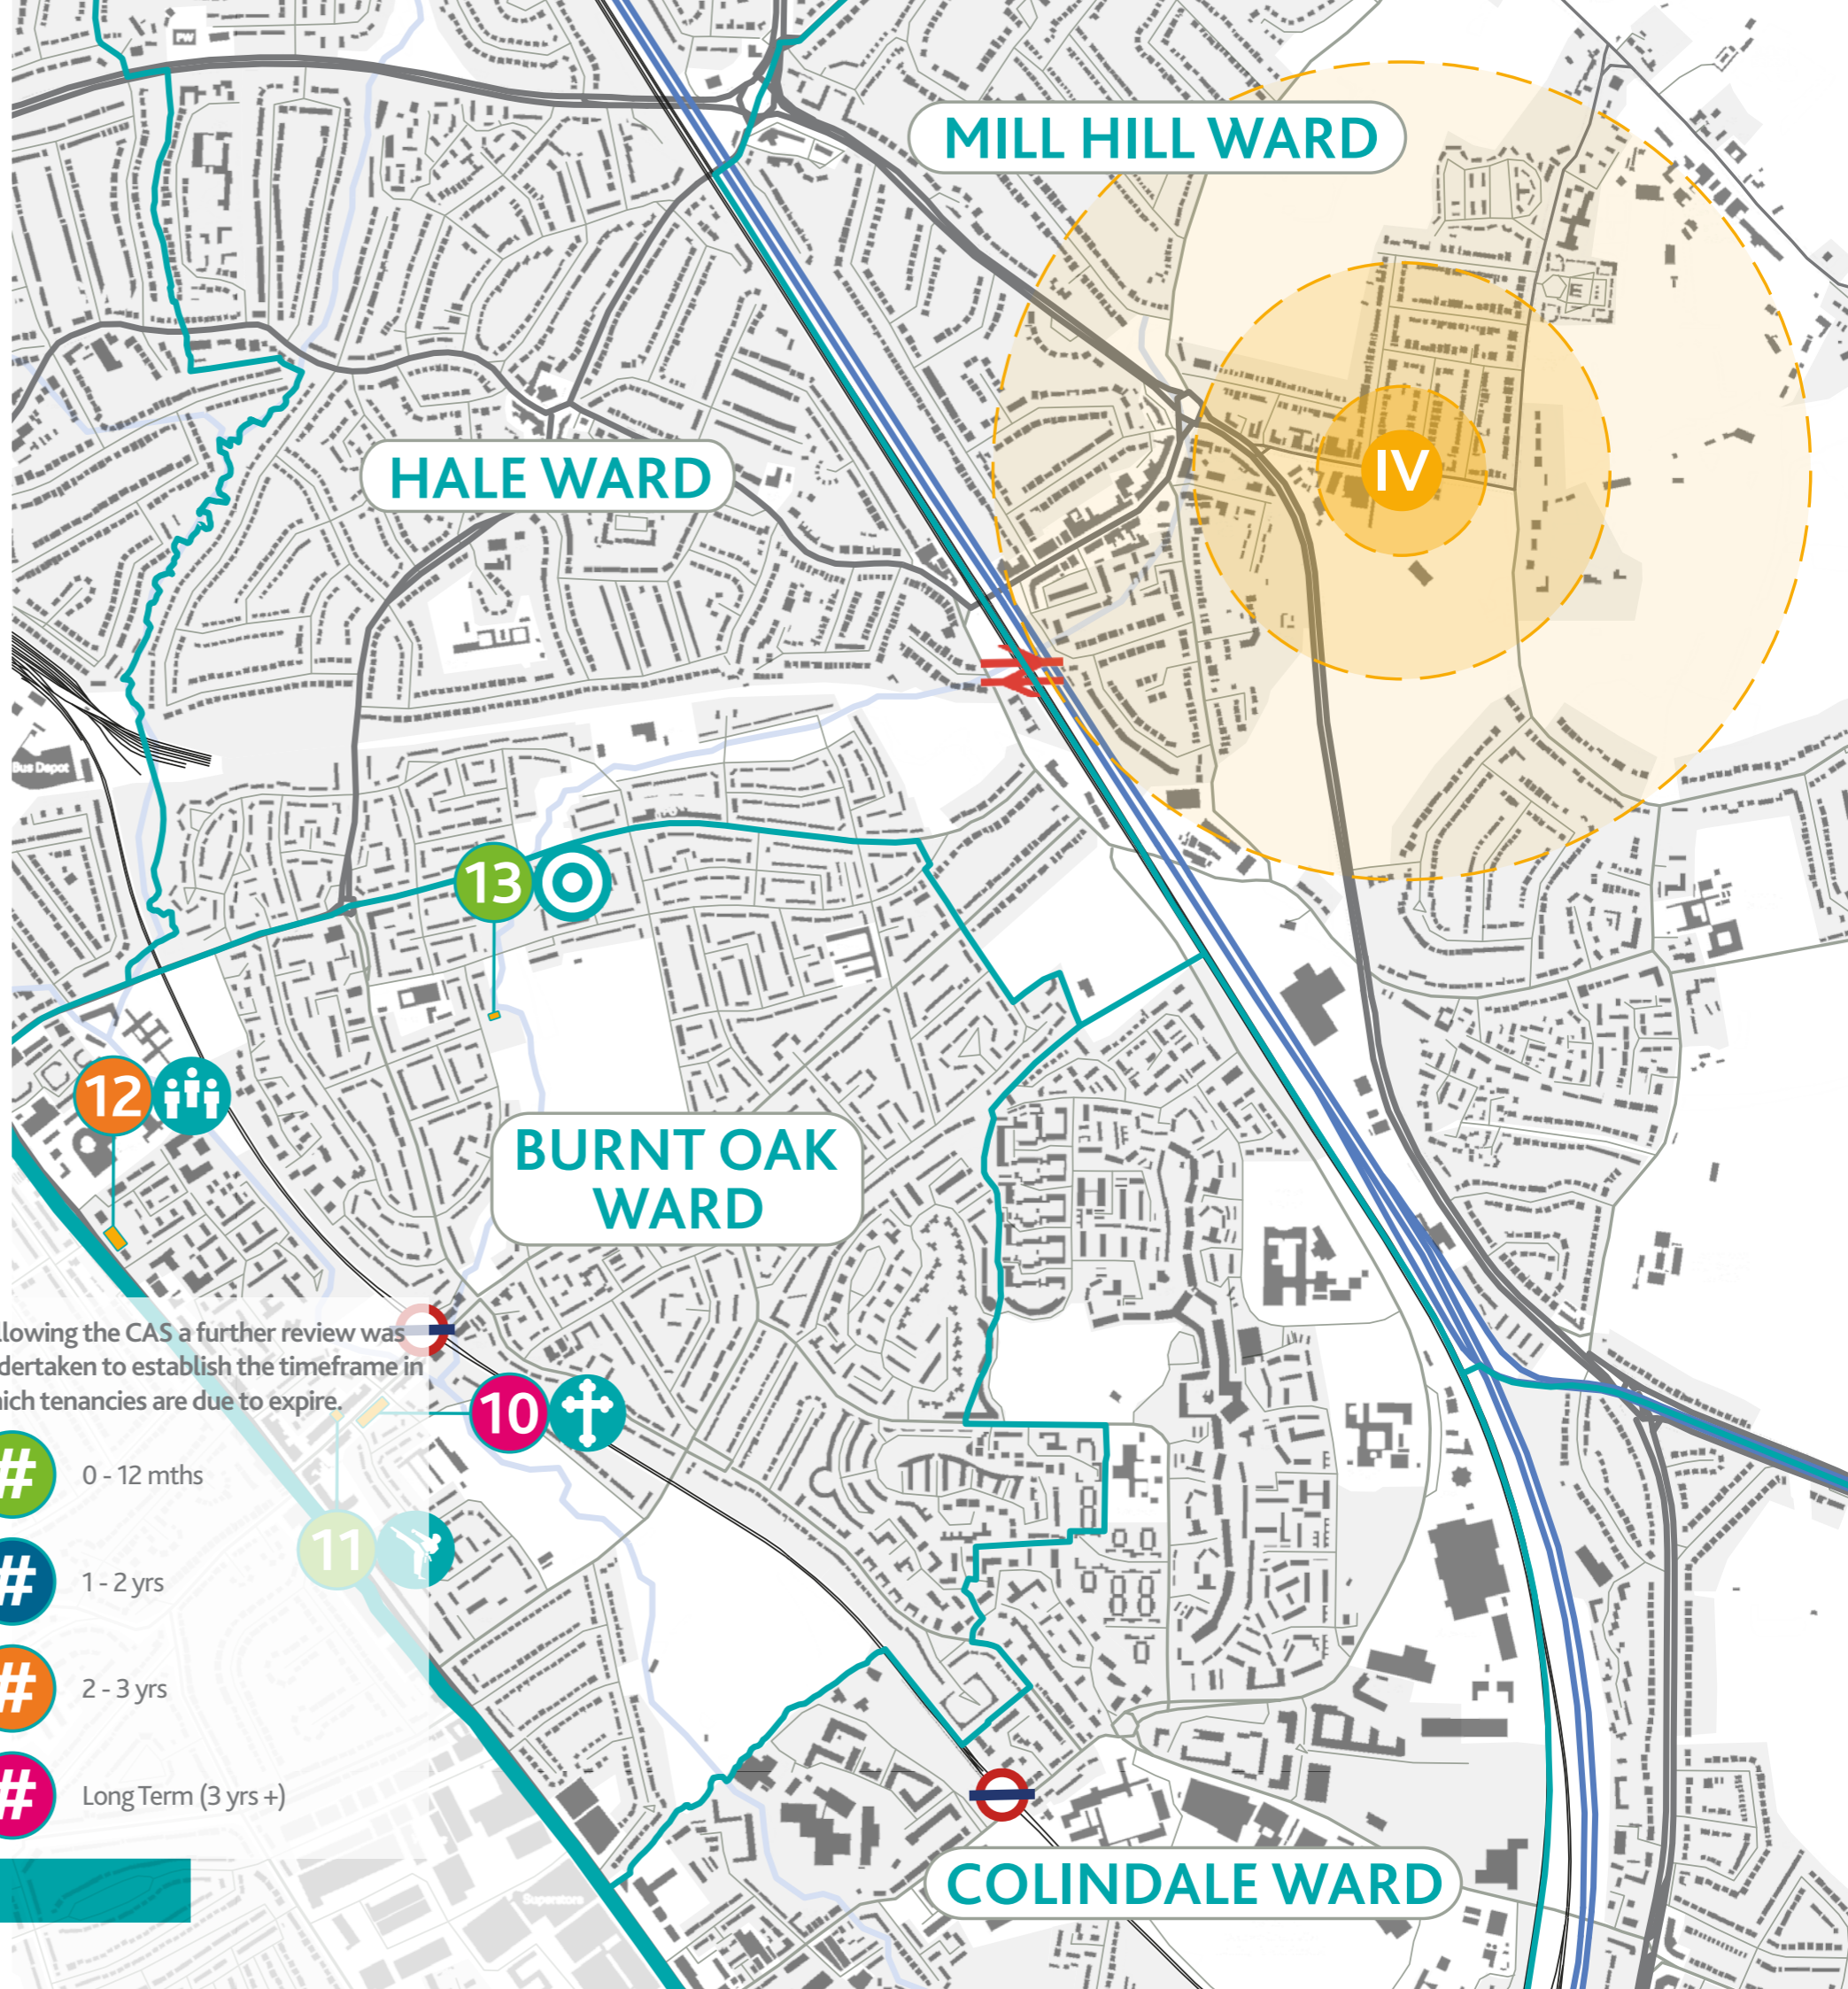 PW
MILL HILL WARD
HALE WARD
IV
Bus Depot
13
12
BURNT OAK
WARD
llowing the CAS a further review was
dertaken to establish the timeframe in
hich tenancies are due to expire.
10
# 0 - 12 mths
11
# 1 - 2 yrs
# 2 - 3 yrs
# Long Term (3 yrs +)
COLINDALE WARD
Superstore